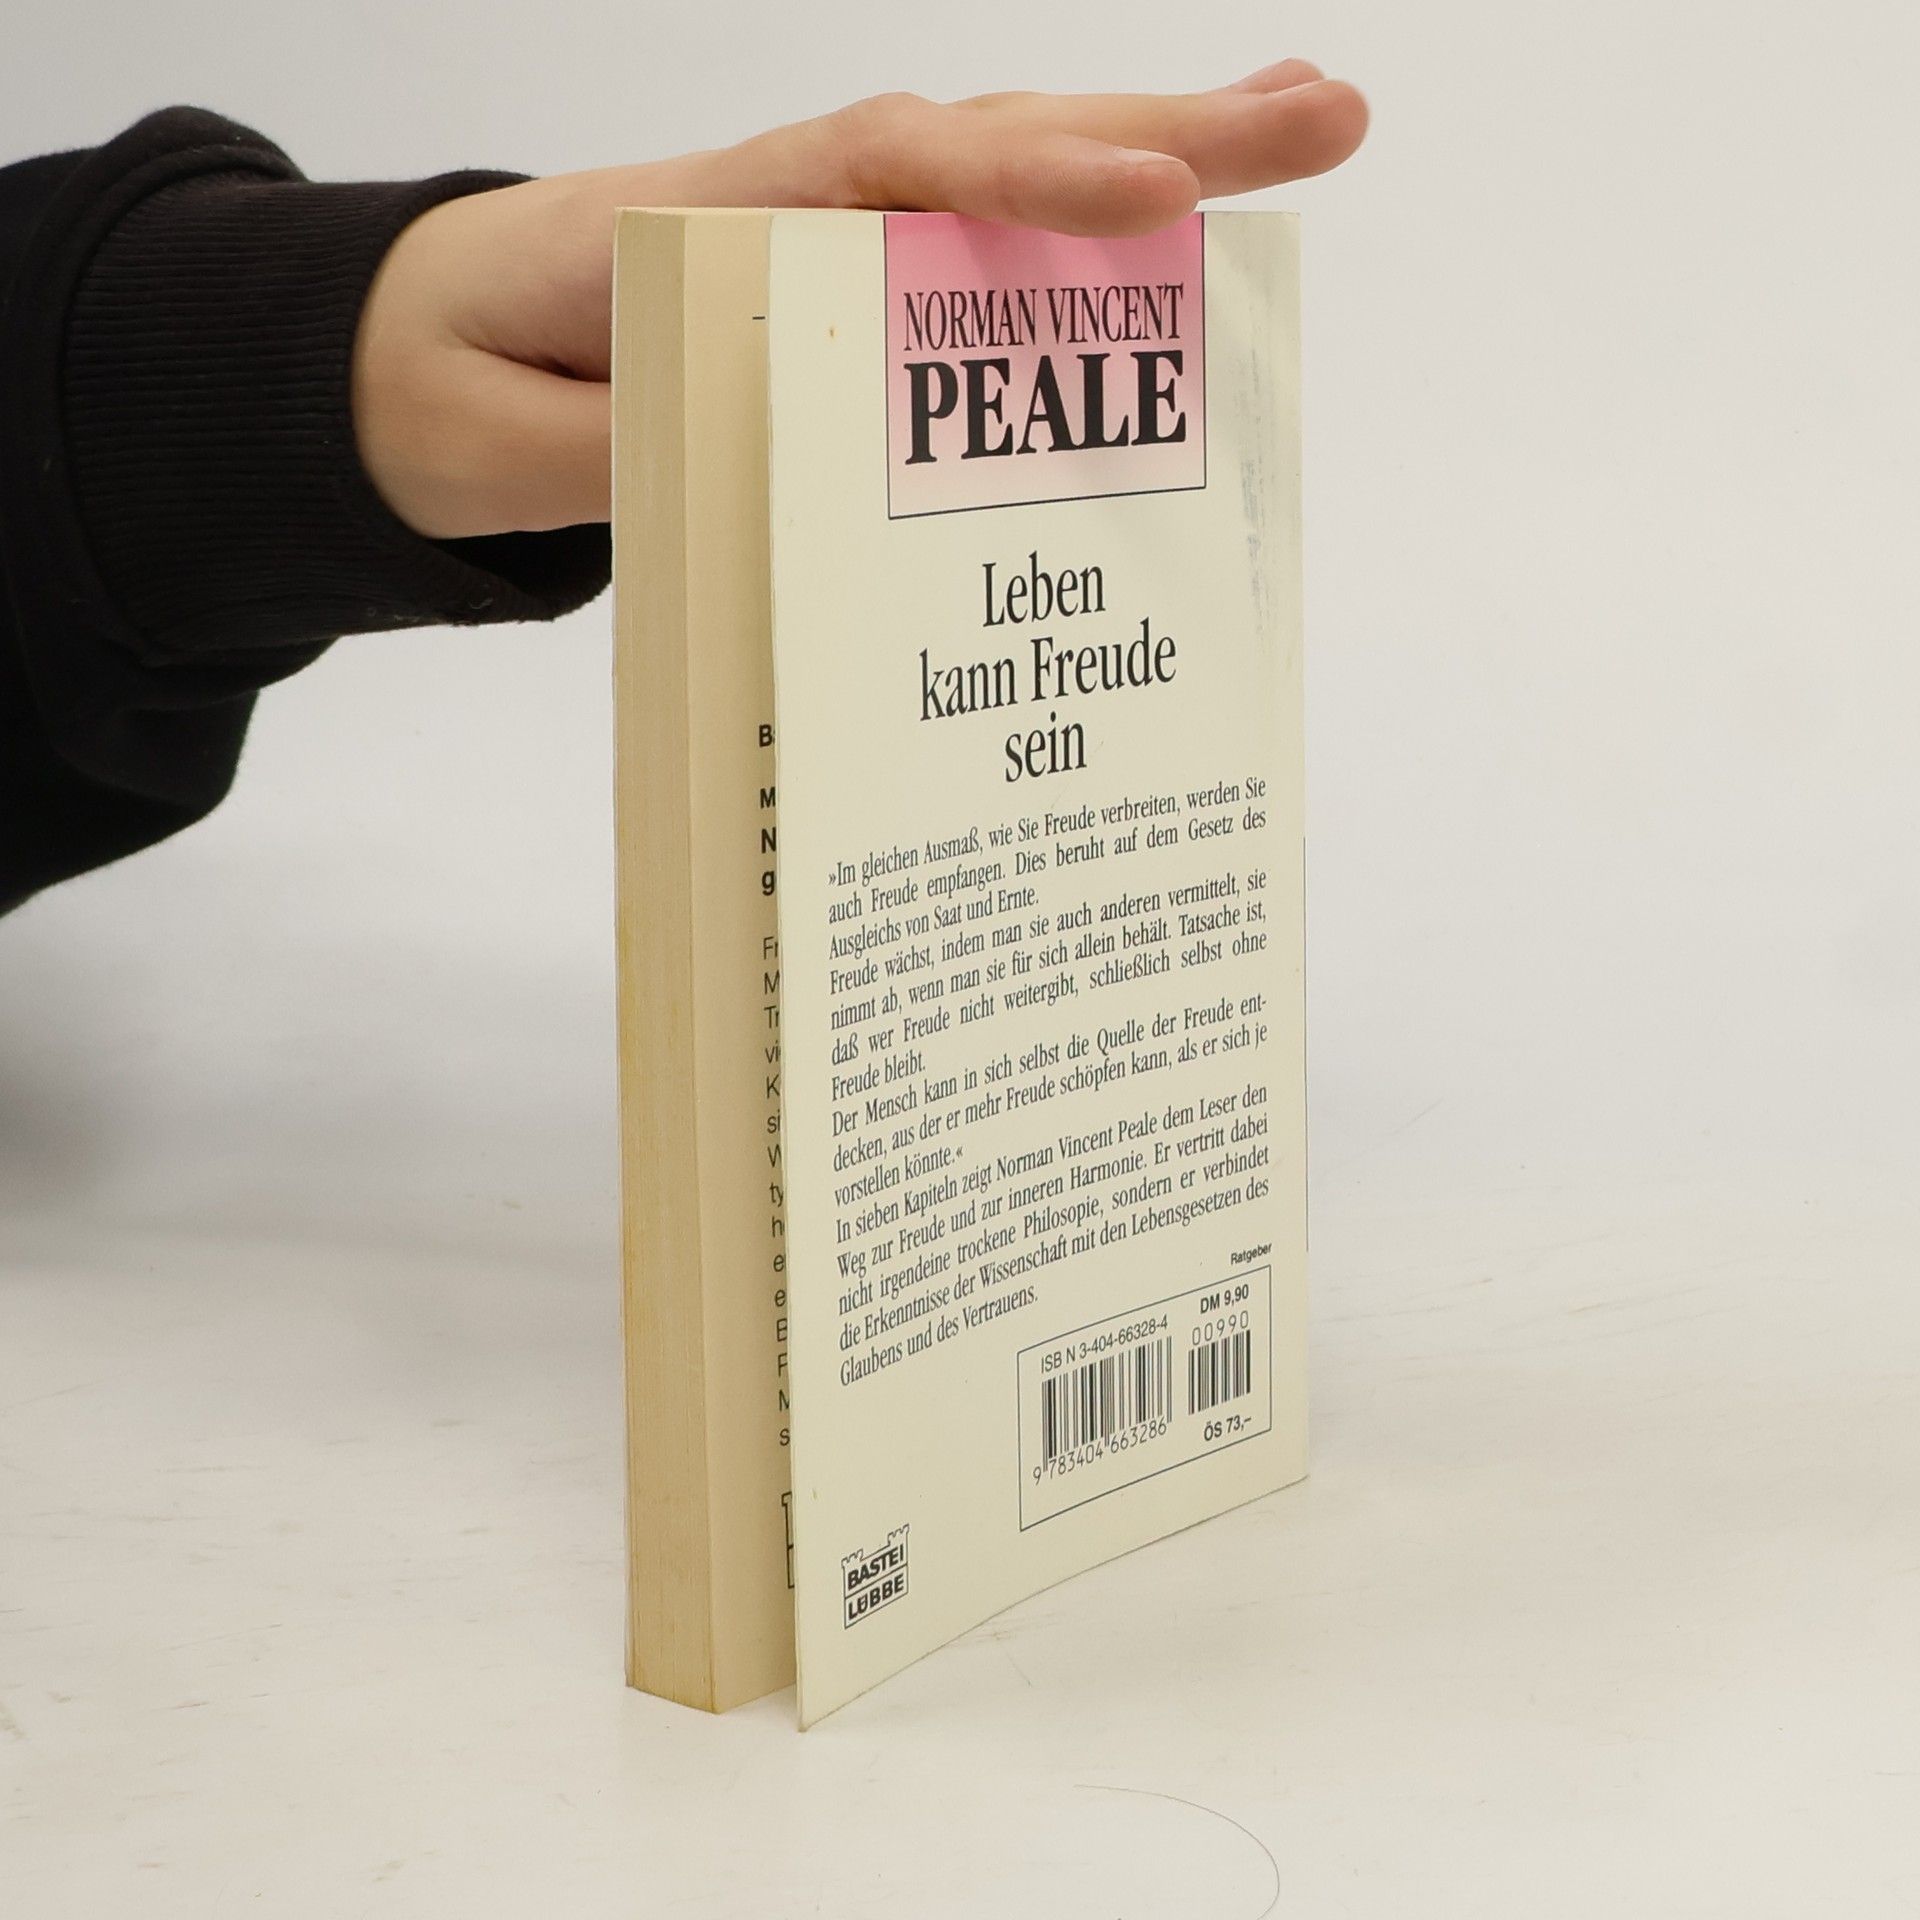 NORMAN VINCENT
PEALE
Leben
kann Freude
sein
»Im gleichen Ausmaß, wie Sie Freude verbreiten, werden Sie
auch Freude empfangen. Dies beruht auf dem Gesetz des
Ausgleichs von Saat und Ernte.
Freude wächst, indem man sie auch anderen vermittelt, sie
nimmt ab, wenn man sie für sich allein behält. Tatsache ist,
daß wer Freude nicht weitergibt, schließlich selbst ohne
Freude bleibt.
Der Mensch kann in sich selbst die Quelle der Freude ent-
decken, aus der er mehr Freude schöpfen kann, als er sich je
vorstellen könnte.«
In sieben Kapiteln zeigt Norman Vincent Peale dem Leser den
Weg zur Freude und zur inneren Harmonie. Er vertritt dabei
nicht irgendeine trockene Philosopie, sondern er verbindet
die Erkenntnisse der Wissenschaft mit den Lebensgesetzen des
Glaubens und des Vertrauens.
Ratgeber
ISBN 3-404-66328-4
DM 9,90
00990
9 783404 663286
ÖS 73,–
BASTEI
LÜBBE